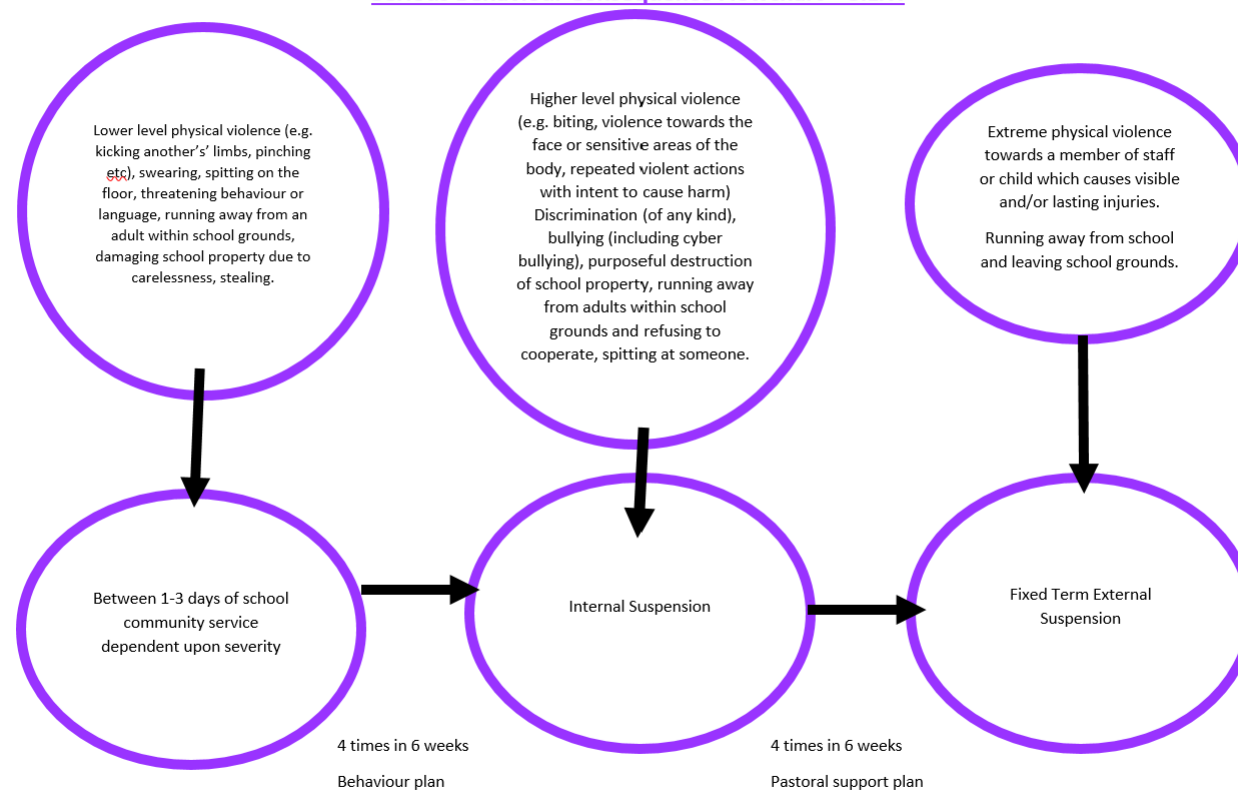 Lower level physical violence (e.g.
kicking another's' limbs, pinching
etc), swearing, spitting on the
floor, threatening behaviour or
language, running away from an
adult within school grounds,
damaging school property due to
carelessness, stealing.
Higher level physical violence
(e.g. biting, violence towards the
face or sensitive areas of the
body, repeated violent actions
with intent to cause harm)
Discrimination (of any kind),
bullying (including cyber
bullying), purposeful destruction
of school property, running away
from adults within school
grounds and refusing to
cooperate, spitting at someone.
Extreme physical violence
towards a member of staff
or child which causes visible
and/or lasting injuries.
Running away from school
and leaving school grounds.
Between 1-3 days of school
community service
dependent upon severity
Internal Suspension
Fixed Term External
Suspension
4 times in 6 weeks
Behaviour plan
4 times in 6 weeks
Pastoral support plan